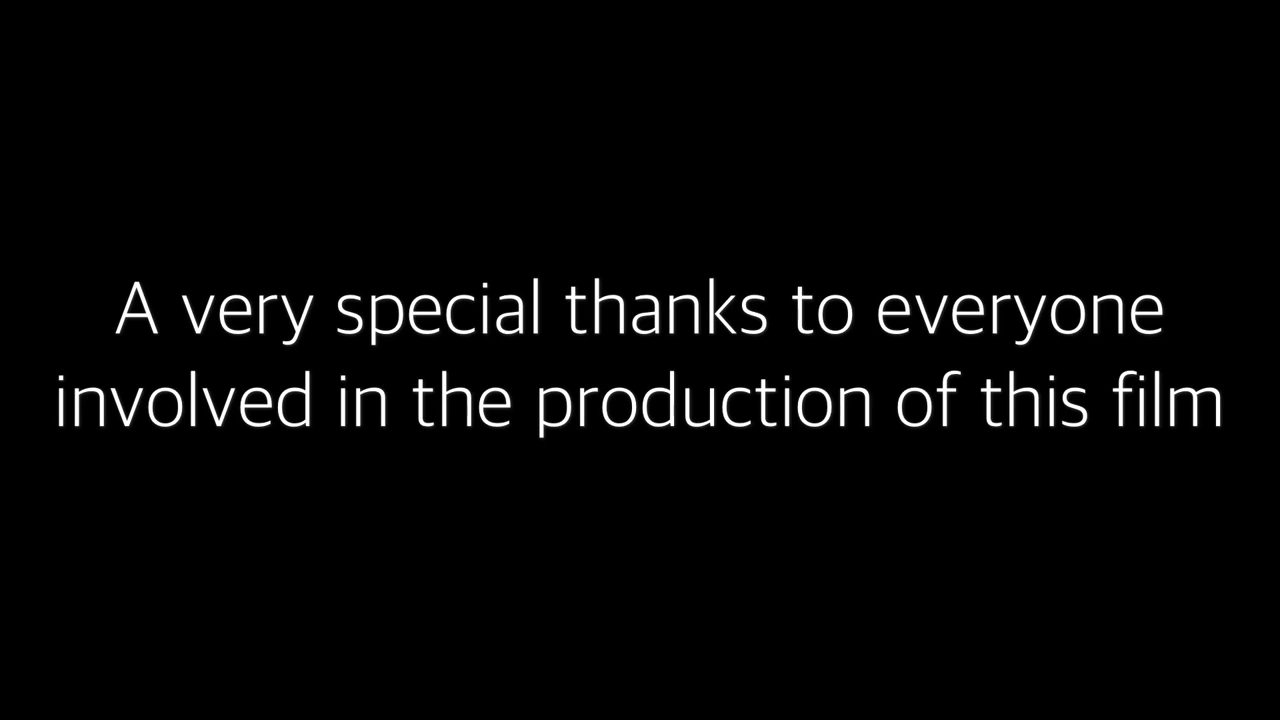 A very special thanks to everyone
involved in the production of this film